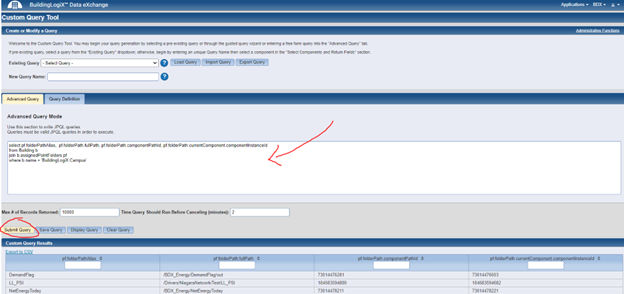 BuildingLogiX™ Data eXchange
Applications
BDX
Custom Query Tool
Create or Modify a Query
Administrative Functions
Welcome to the Custom Query Tool. You may begin your query generation by selecting a pre-existing query or through the guided query wizard or entering a free form query into the "Advanced Query" tab.
If pre-existing query, select a query from the "Existing Query" dropdown, otherwise, begin by entering an unique Query Name then select a component in the "Select Components and Return Fields" section.
Existing Query - Select Query - ? Load Query Import Query Export Query
New Query Name: ?
Advanced Query Query Definition
Advanced Query Mode
Use this section to write JPQL queries.
Queries must be valid JPQL queries in order to execute.
select pf.folderPathAlias, pf.folderPath.fullPath, pf.folderPath.componentPathId, pf.folderPath.currentComponent.componentInstanceId
from Building b
join b.assignedPointFolders pf
where b.name = 'BuildingLogiX Campus'
Max # of Records Returned: 10000 Time Query Should Run Before Canceling (minutes): 2
Submit Query Save Query Display Query Clear Query
Custom Query Results
Export to CSV
pf.folderPathAlias pf.folderPath.fullPath pf.folderPath.componentPathId pf.folderPath.currentComponent.componentInstanceId
DemandFlag /BDX_Energy/DemandFlag/out
LL_PSI /Drivers/NiagaraNetwork/Test/LL_PSI
NetEnergyToday /BDX_Energy/NetEnergyToday